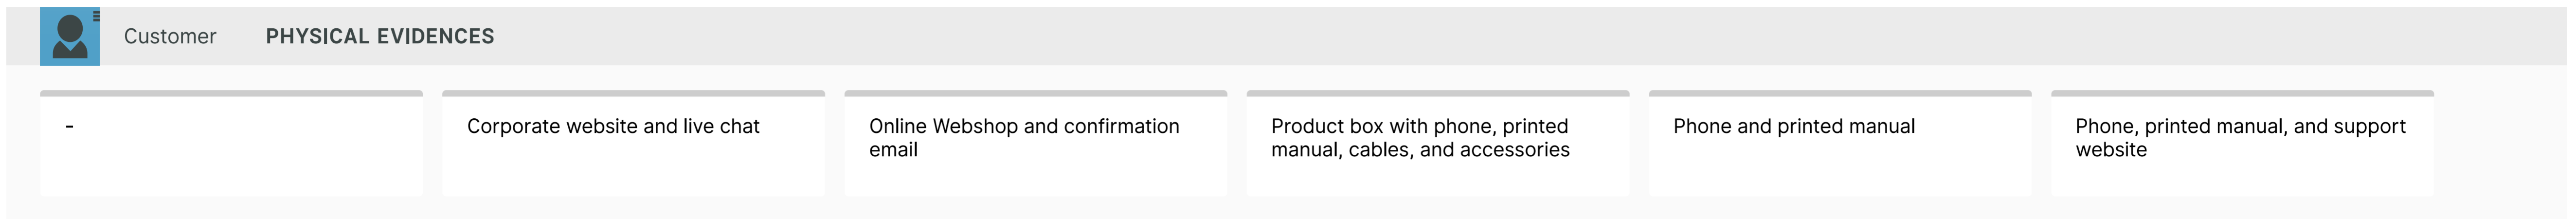 Customer
PHYSICAL EVIDENCES
-
Corporate website and live chat
Online Webshop and confirmation
email
Product box with phone, printed
manual, cables, and accessories
Phone and printed manual
Phone, printed manual, and support
website